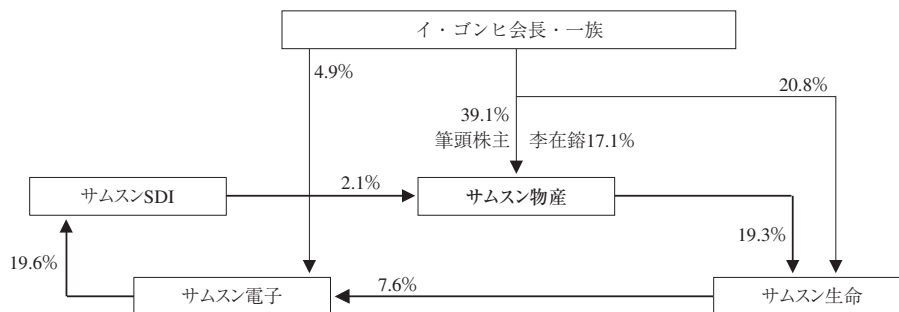 イ・ゴンヒ会長・一族
4.9%
20.8%
39.1%
筆頭株主 李在鎔17.1%
サムスンSDI
2.1%
サムスン物産
19.6%
19.3%
7.6%
サムスン電子
サムスン生命